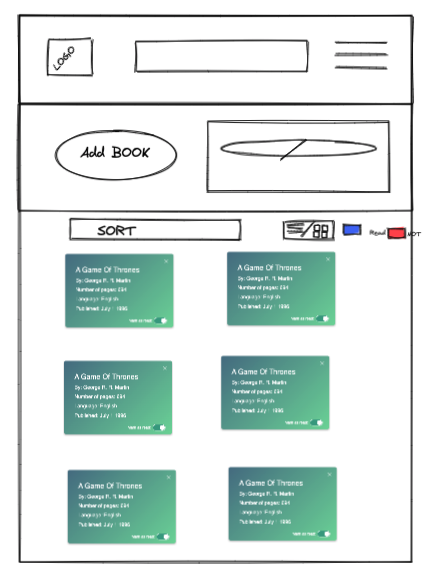 LOGO
Add BOOK
SORT
Read
NOT
A Game Of Thrones
By: George R. R. Martin
Number of pages: 694
Language: English
Published: July 1 1996
Mark as read
A Game Of Thrones
By: George R. R. Martin
Number of pages: 694
Language: English
Published: July 1 1996
Mark as read
A Game Of Thrones
By: George R. R. Martin
Number of pages: 694
Language: English
Published: July 1 1996
Mark as read
A Game Of Thrones
By: George R. R. Martin
Number of pages: 694
Language: English
Published: July 1 1996
Mark as read
A Game Of Thrones
By: George R. R. Martin
Number of pages: 694
Language: English
Published: July 1 1996
Mark as read
A Game Of Thrones
By: George R. R. Martin
Number of pages: 694
Language: English
Published: July 1 1996
Mark as read